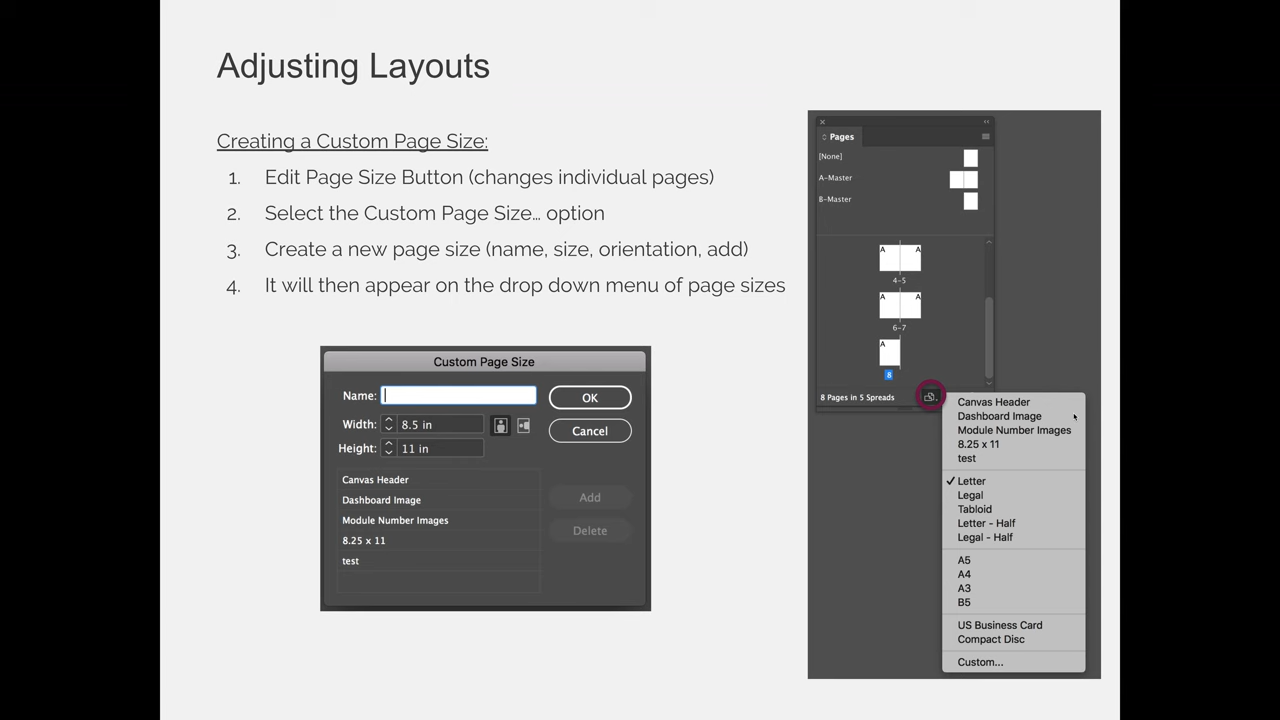 Adjusting Layouts
Creating a Custom Page Size:
1. Edit Page Size Button (changes individual pages)
2. Select the Custom Page Size… option
3. Create a new page size (name, size, orientation, add)
4. It will then appear on the drop down menu of page sizes
Custom Page Size
Name:
OK
Width: 8.5 in
Cancel
Height: 11 in
Canvas Header
Dashboard Image
Add
Module Number Images
Delete
8.25 x 11
test
Pages
[None]
A-Master
B-Master
A A
4-5
A A
6-7
A
8
8 Pages in 5 Spreads
Canvas Header
Dashboard Image
Module Number Images
8.25 x 11
test
Letter
Legal
Tabloid
Letter - Half
Legal - Half
A5
A4
A3
B5
US Business Card
Compact Disc
Custom...